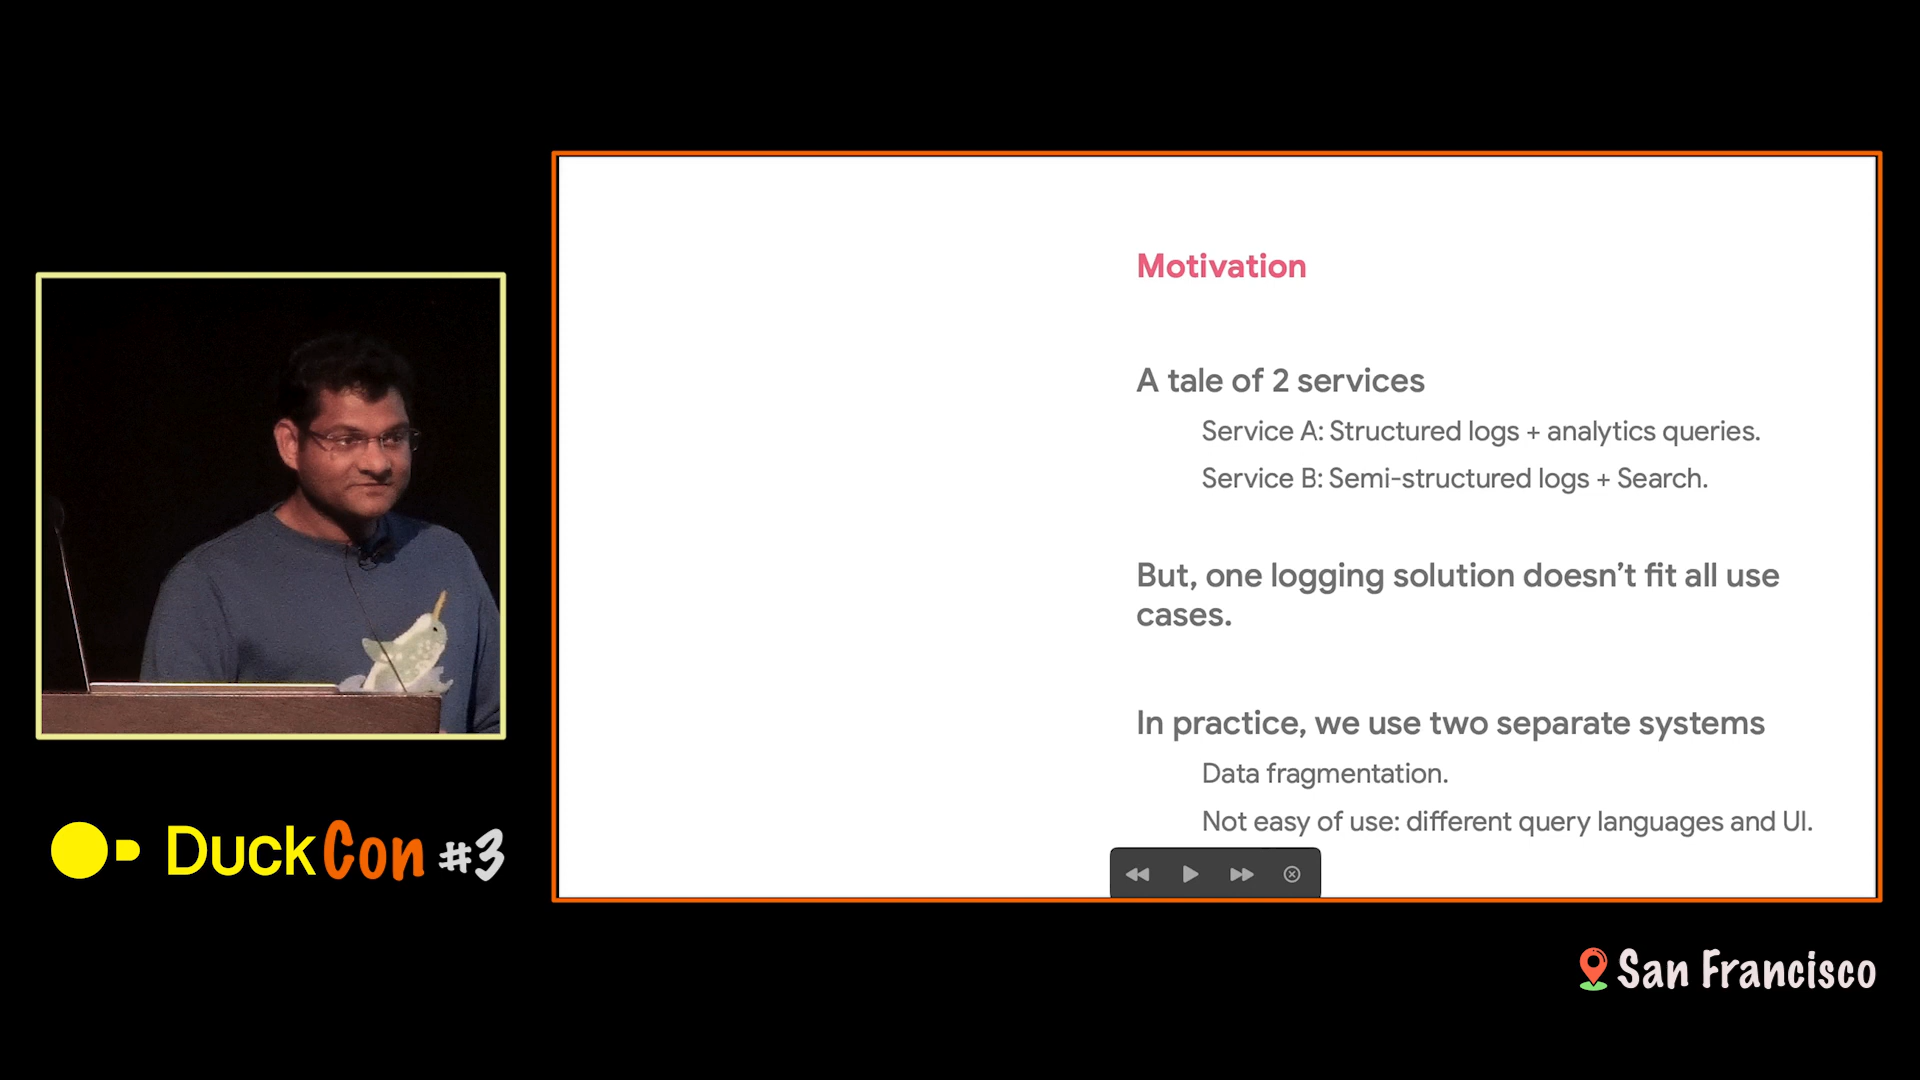 Motivation
A tale of 2 services
Service A: Structured logs + analytics queries.
Service B: Semi-structured logs + Search.
But, one logging solution doesn’t fit all use
cases.
In practice, we use two separate systems
Data fragmentation.
Not easy of use: different query languages and UI.
DuckCon #3
San Francisco